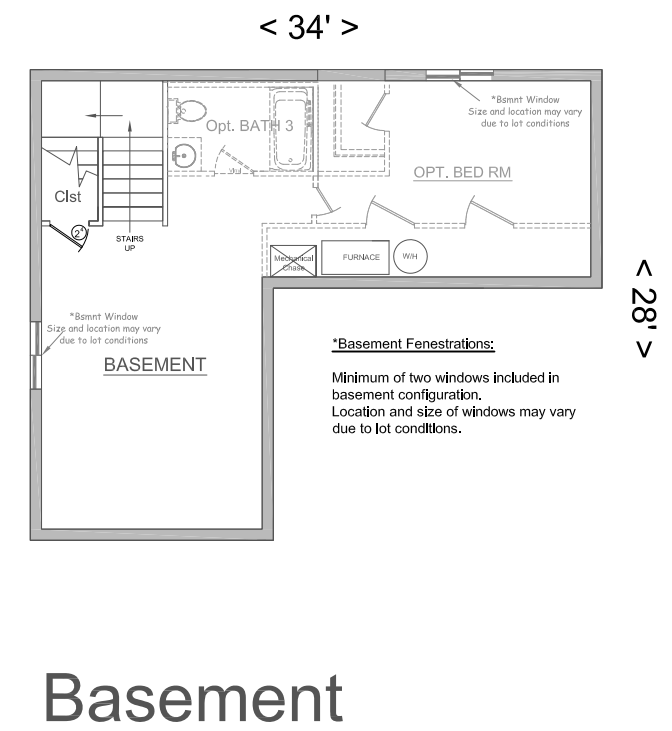 < 34' >
*Bsmnt Window
Size and location may vary
due to lot conditions
Opt. BATH 3
OPT. BED RM
Clst
STAIRS
UP
Mechanical
Chase
FURNACE
W/H
< 28' >
*Bsmnt Window
Size and location may vary
due to lot conditions
BASEMENT
*Basement Fenestrations:
Minimum of two windows included in
basement configuration.
Location and size of windows may vary
due to lot conditions.
Basement